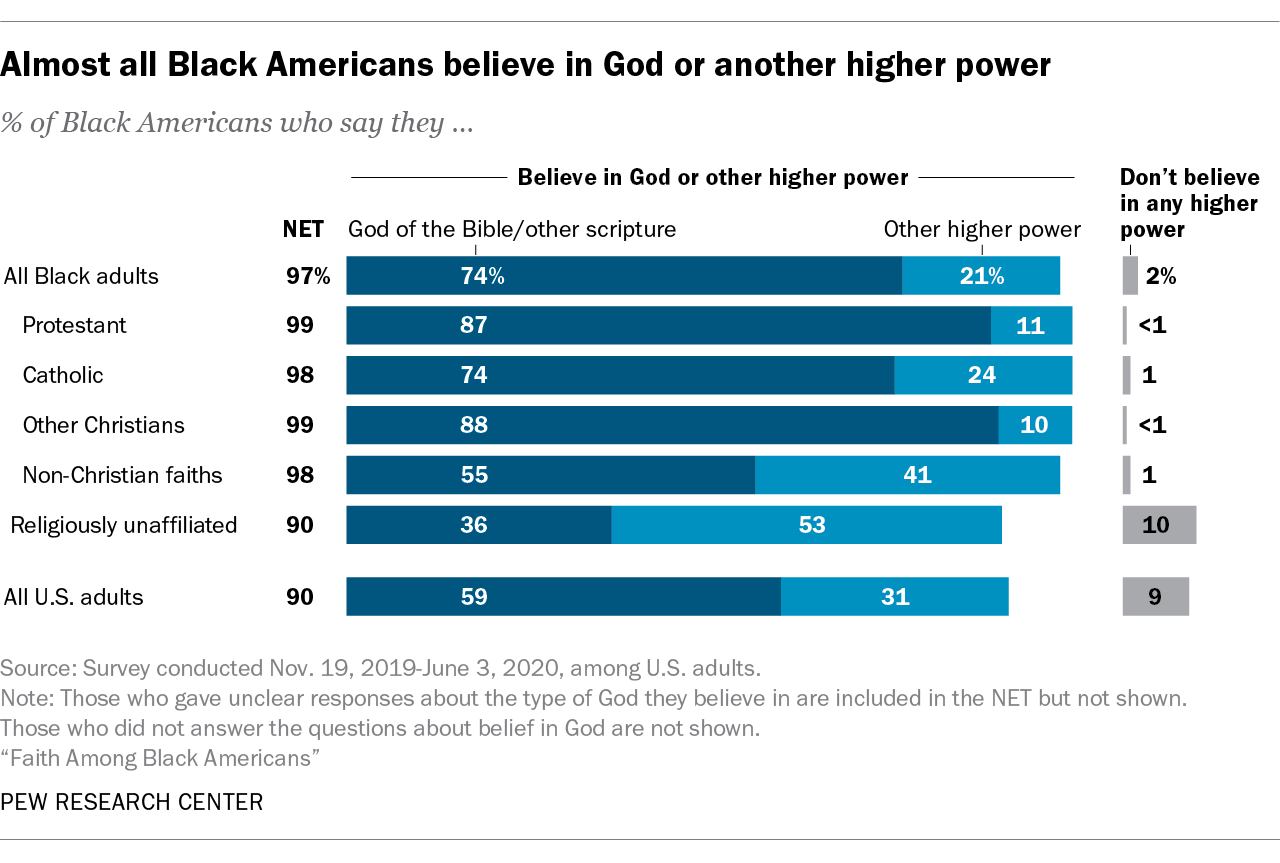 Almost all Black Americans believe in God or another higher power
% of Black Americans who say they ...
Believe in God or other higher power
Don’t believe
in any higher
power
NET God of the Bible/other scripture Other higher power
All Black adults 97% 74% 21% 2%
Protestant 99 87 11 <1
Catholic 98 74 24 1
Other Christians 99 88 10 <1
Non-Christian faiths 98 55 41 1
Religiously unaffiliated 90 36 53 10
All U.S. adults 90 59 31 9
Source: Survey conducted Nov. 19, 2019-June 3, 2020, among U.S. adults.
Note: Those who gave unclear responses about the type of God they believe in are included in the NET but not shown.
Those who did not answer the questions about belief in God are not shown.
“Faith Among Black Americans”
PEW RESEARCH CENTER